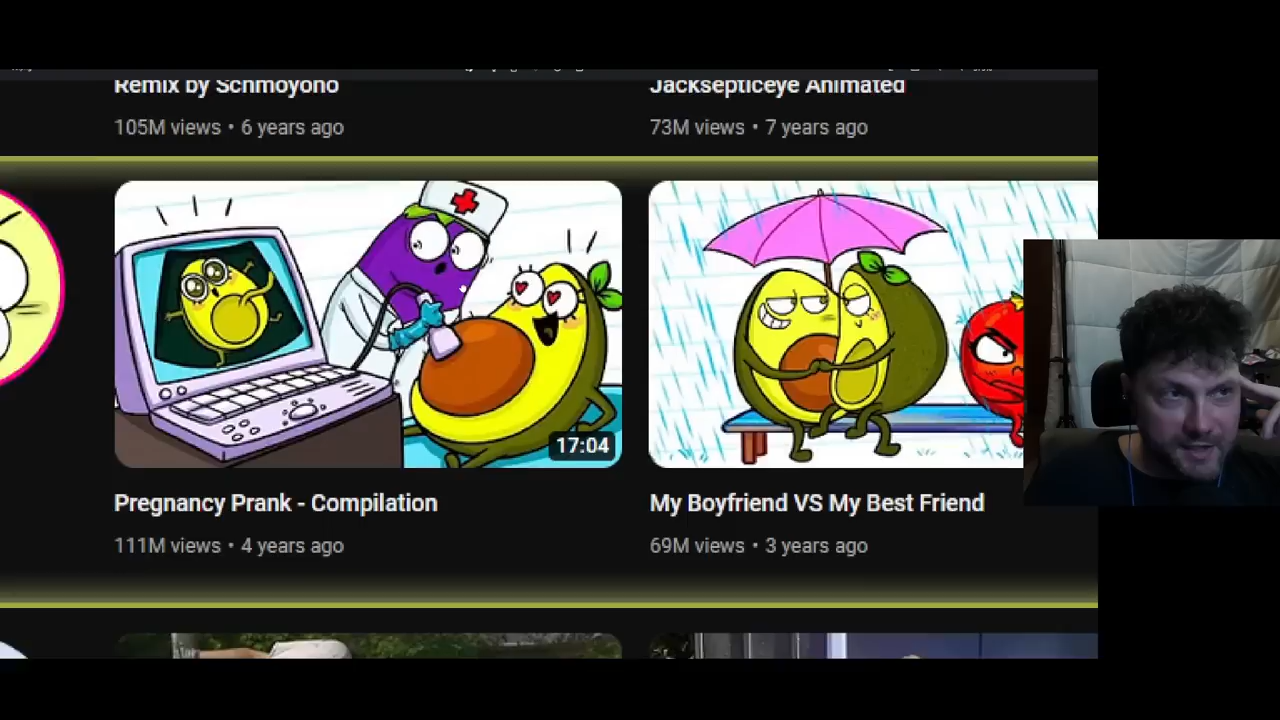 Remix by Schmoyoho
Jacksepticeye Animated
105M views • 6 years ago
73M views • 7 years ago
17:04
Pregnancy Prank - Compilation
My Boyfriend VS My Best Friend
111M views • 4 years ago
69M views • 3 years ago